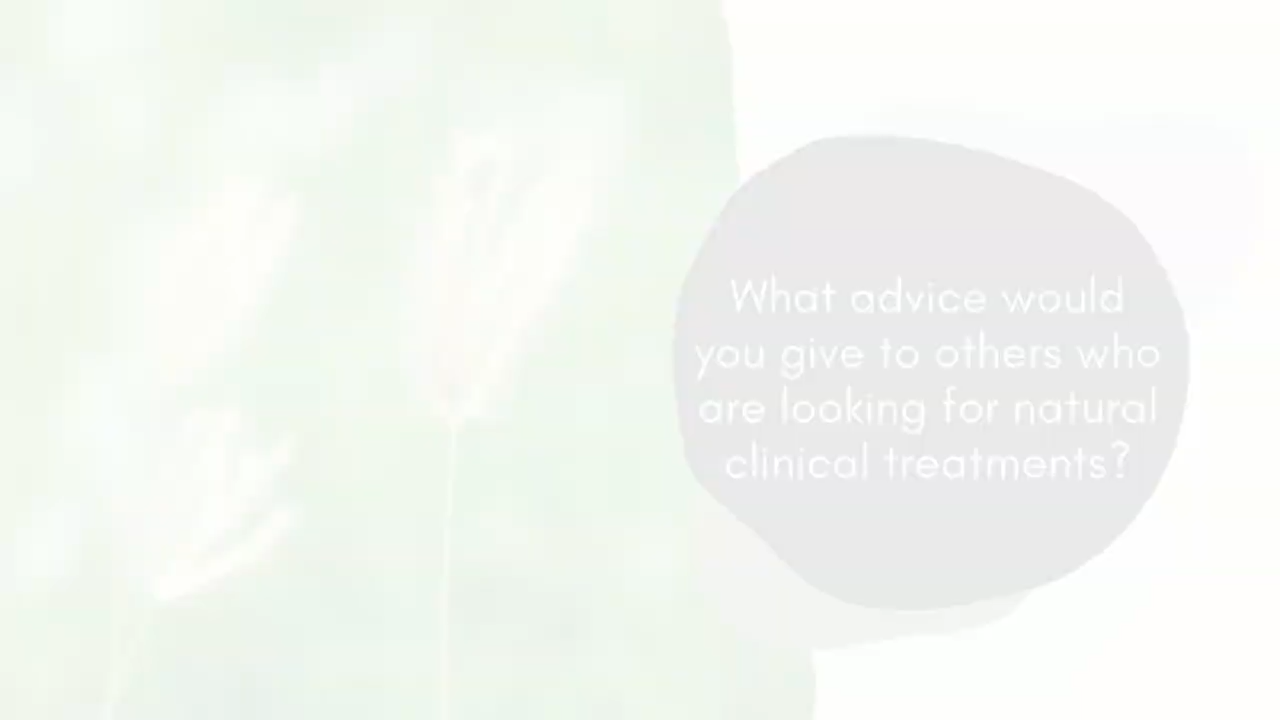 What advice would
you give to others who
are looking for natural
clinical treatments?